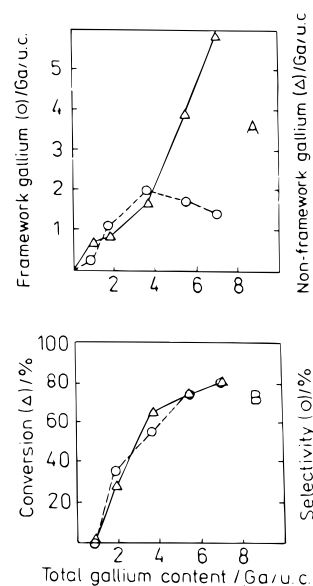 Framework gallium (O)/Ga/u.c.
Non-framework gallium (Δ)/Ga/u.c
5
4
3
2
1
2 4 6 8
A
Conversion (Δ)/%
Selectivity (O)/%
100
80
60
40
20
2 4 6 8
B
Total gallium content/Ga/u.c.